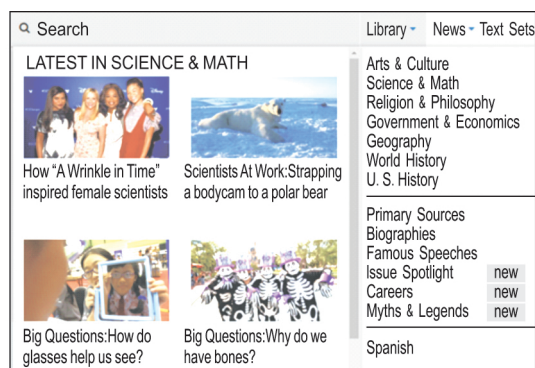 Search
Library
News
Text Sets
LATEST IN SCIENCE & MATH
How “A Wrinkle in Time”
inspired female scientists
Scientists At Work:Strapping
a bodycam to a polar bear
Big Questions:How do
glasses help us see?
Big Questions:Why do we
have bones?
Arts & Culture
Science & Math
Religion & Philosophy
Government & Economics
Geography
World History
U. S. History
Primary Sources
Biographies
Famous Speeches
Issue Spotlight new
Careers new
Myths & Legends new
Spanish